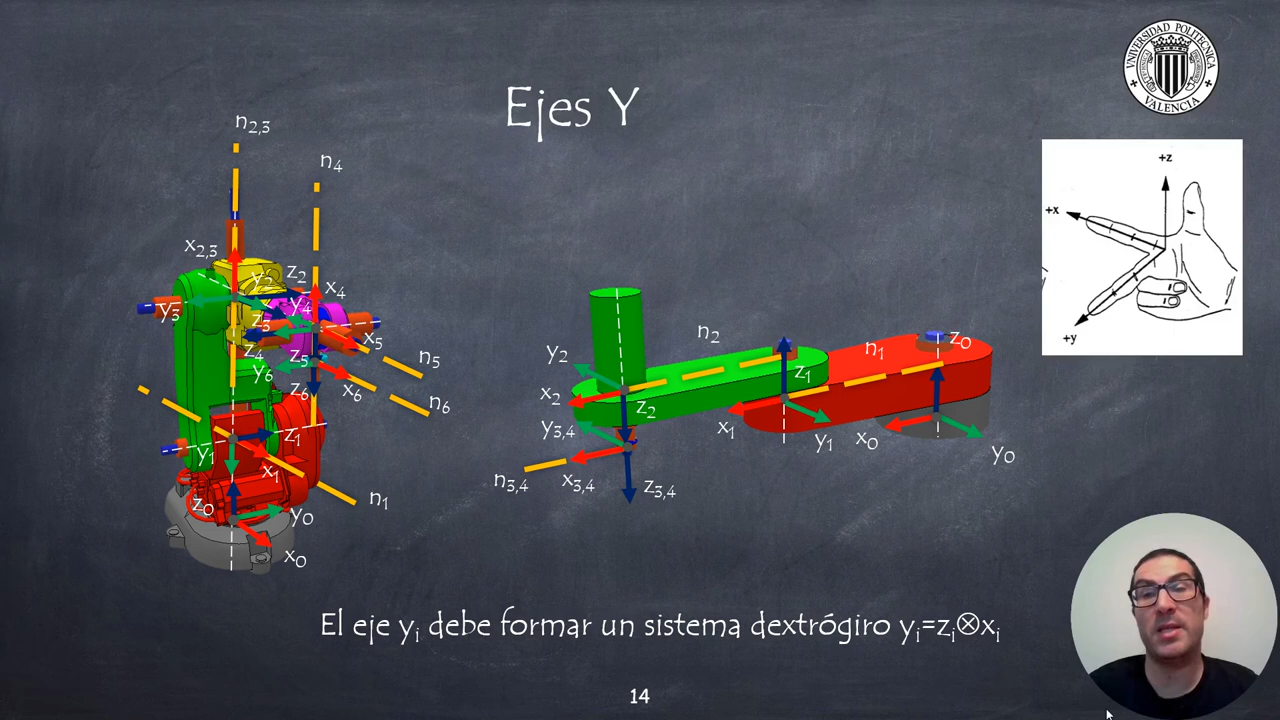 Ejes Y
UNIVERSIDAD POLITECNICA
VALENCIA
n2,3
n4
x2,3
y2
z2
x4
y3
y4
z3
x5
z4
z5
n5
y6
x6
z6
n6
z1
y1
x1
n1
z0
y0
x0
n2
n1
z0
y2
x2
z2
z1
y3,4
x1
y1
x0
y0
n3,4
x3,4
z3,4
+z
+x
+y
El eje yi debe formar un sistema dextrógiro yi=zi⊗xi
14